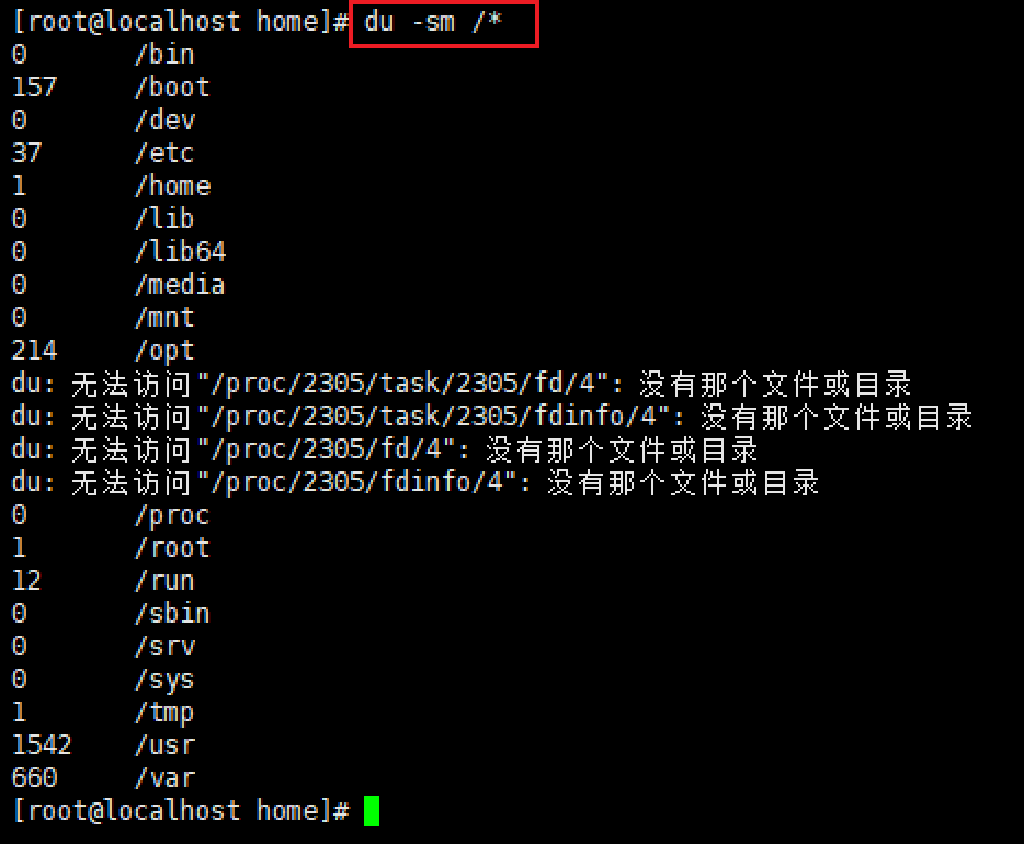 [root@localhost home]# du -sm /*
0 /bin
157 /boot
0 /dev
37 /etc
1 /home
0 /lib
0 /lib64
0 /media
0 /mnt
214 /opt
du: 无法访问"/proc/2305/task/2305/fd/4": 没有那个文件或目录
du: 无法访问"/proc/2305/task/2305/fdinfo/4": 没有那个文件或目录
du: 无法访问"/proc/2305/fd/4": 没有那个文件或目录
du: 无法访问"/proc/2305/fdinfo/4": 没有那个文件或目录
0 /proc
1 /root
12 /run
0 /sbin
0 /srv
0 /sys
1 /tmp
1542 /usr
660 /var
[root@localhost home]#